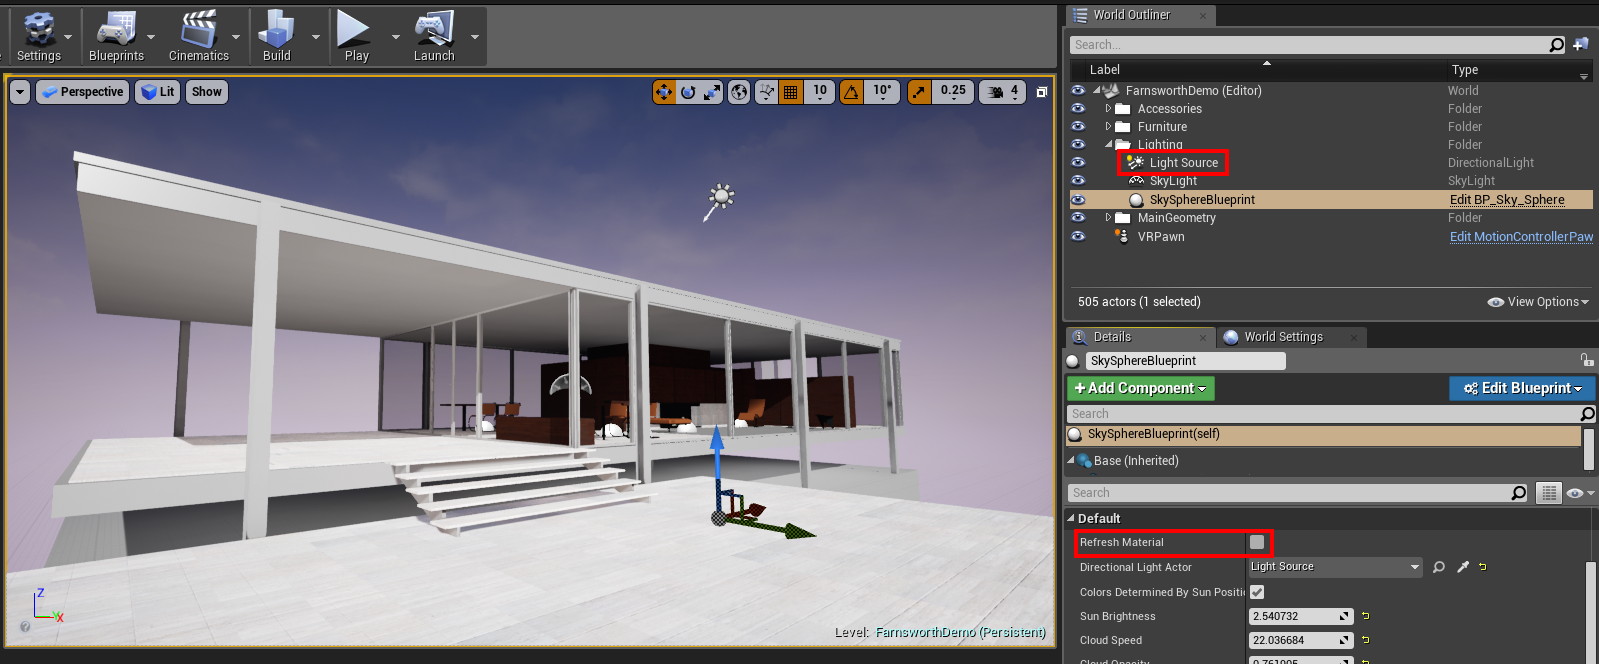 Settings
Blueprints
Cinematics
Build
Play
Launch
Perspective
Lit
Show
10
10°
0.25
4
Level: FarnsworthDemo (Persistent)
Z
X
World Outliner
Search...
Label Type
FarnsworthDemo (Editor) World
Accessories Folder
Furniture Folder
Lighting Folder
Light Source DirectionalLight
SkyLight SkyLight
SkySphereBlueprint Edit BP_Sky_Sphere
MainGeometry Folder
VRPawn Edit MotionControllerPaw
505 actors (1 selected) View Options
Details
World Settings
SkySphereBlueprint
+Add Component
Edit Blueprint
Search
SkySphereBlueprint(self)
Base (Inherited)
Search
Default
Refresh Material
Directional Light Actor Light Source
Colors Determined By Sun Positi
Sun Brightness 2.540732
Cloud Speed 22.036684